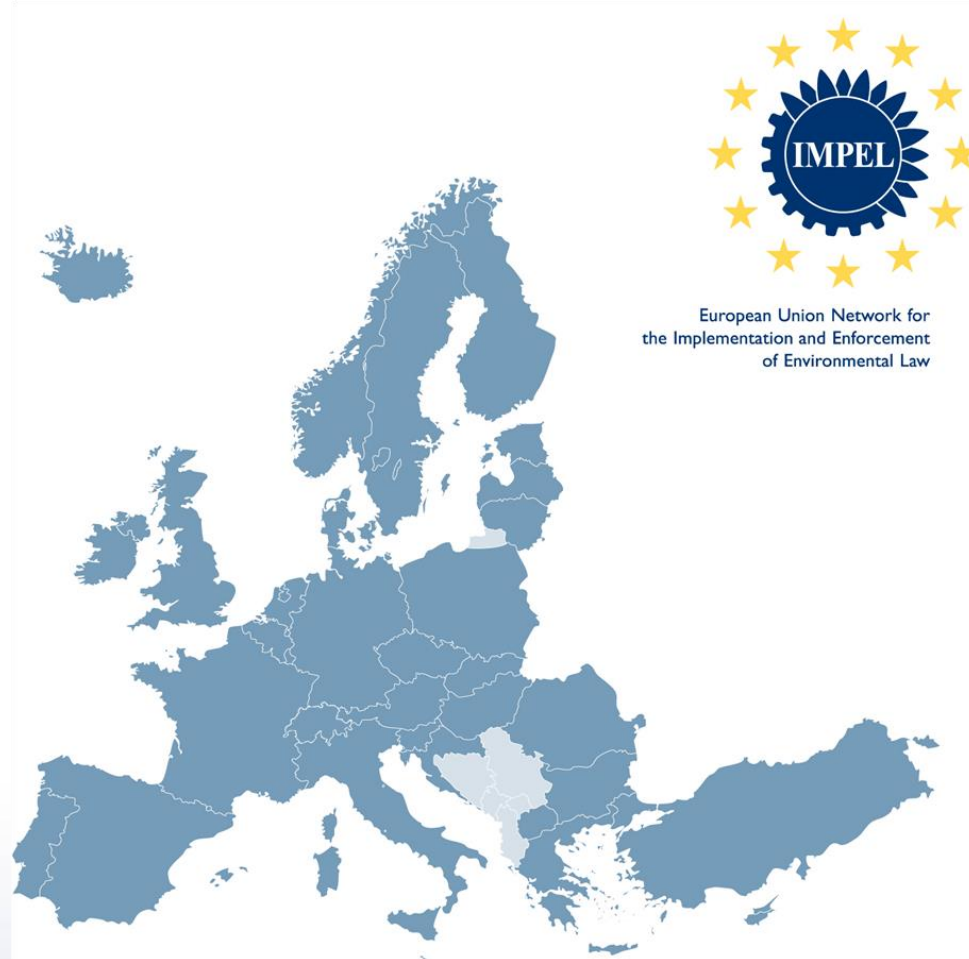 IMPEL
European Union Network for
the Implementation and Enforcement
of Environmental Law